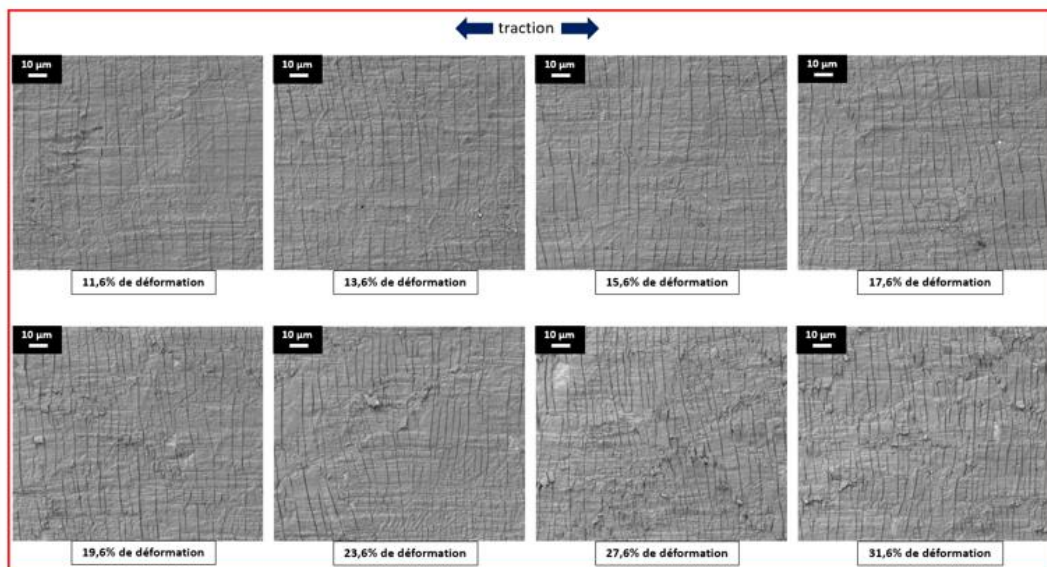 traction
10 µm
10 µm
10 µm
10 µm
11,6% de déformation
13,6% de déformation
15,6% de déformation
17,6% de déformation
10 µm
10 µm
10 µm
10 µm
19,6% de déformation
23,6% de déformation
27,6% de déformation
31,6% de déformation